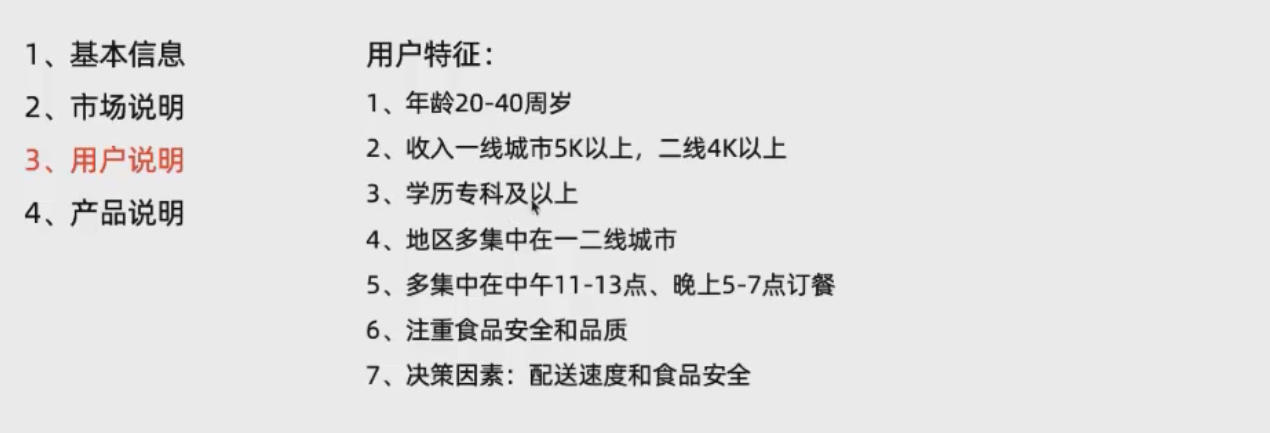 1、基本信息
2、市场说明
3、用户说明
4、产品说明
用户特征：
1、年龄20-40周岁
2、收入一线城市5K以上，二线4K以上
3、学历专科及以上
4、地区多集中在一二线城市
5、多集中在中午11-13点、晚上5-7点订餐
6、注重食品安全和品质
7、决策因素：配送速度和食品安全